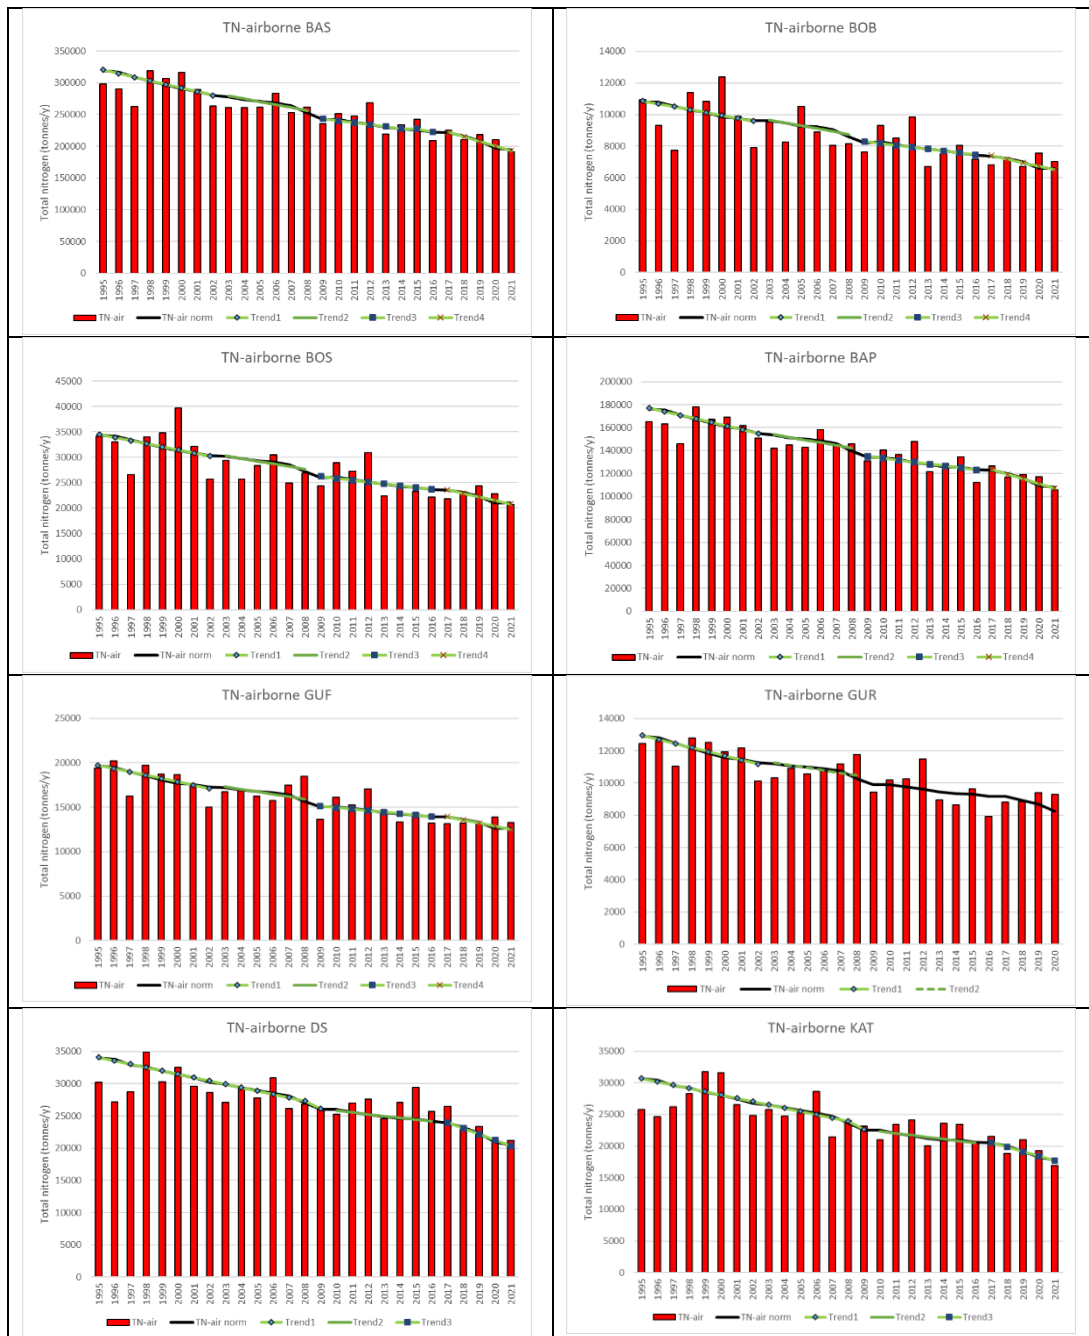 TN-airborne BAS
Total nitrogen (tonnes/y)
350000
300000
250000
200000
150000
100000
50000
0
1995 1996 1997 1998 1999 2000 2001 2002 2003 2004 2005 2006 2007 2008 2009 2010 2011 2012 2013 2014 2015 2016 2017 2018 2019 2020 2021
TN-air TN-air norm Trend1 Trend2 Trend3 Trend4
TN-airborne BOB
Total nitrogen (tonnes/y)
14000
12000
10000
8000
6000
4000
2000
0
1995 1996 1997 1998 1999 2000 2001 2002 2003 2004 2005 2006 2007 2008 2009 2010 2011 2012 2013 2014 2015 2016 2017 2018 2019 2020 2021
TN-air TN-air norm Trend1 Trend2 Trend3 Trend4
TN-airborne BOS
Total nitrogen (tonnes/y)
45000
40000
35000
30000
25000
20000
15000
10000
5000
0
1995 1996 1997 1998 1999 2000 2001 2002 2003 2004 2005 2006 2007 2008 2009 2010 2011 2012 2013 2014 2015 2016 2017 2018 2019 2020 2021
TN-air TN-air norm Trend1 Trend2 Trend3 Trend4
TN-airborne BAP
Total nitrogen (tonnes/y)
200000
180000
160000
140000
120000
100000
80000
60000
40000
20000
0
1995 1996 1997 1998 1999 2000 2001 2002 2003 2004 2005 2006 2007 2008 2009 2010 2011 2012 2013 2014 2015 2016 2017 2018 2019 2020 2021
TN-air TN-air norm Trend1 Trend2 Trend3 Trend4
TN-airborne GUF
Total nitrogen (tonnes/y)
25000
20000
15000
10000
5000
0
1995 1996 1997 1998 1999 2000 2001 2002 2003 2004 2005 2006 2007 2008 2009 2010 2011 2012 2013 2014 2015 2016 2017 2018 2019 2020 2021
TN-air TN-air norm Trend1 Trend2 Trend3 Trend4
TN-airborne GUR
Total nitrogen (tonnes/y)
14000
12000
10000
8000
6000
4000
2000
0
1995 1996 1997 1998 1999 2000 2001 2002 2003 2004 2005 2006 2007 2008 2009 2010 2011 2012 2013 2014 2015 2016 2017 2018 2019 2020
TN-air TN-air norm Trend1 Trend2
TN-airborne DS
Total nitrogen (tonnes/y)
35000
30000
25000
20000
15000
10000
5000
0
1995 1996 1997 1998 1999 2000 2001 2002 2003 2004 2005 2006 2007 2008 2009 2010 2011 2012 2013 2014 2015 2016 2017 2018 2019 2020 2021
TN-air TN-air norm Trend1 Trend2 Trend3
TN-airborne KAT
Total nitrogen (tonnes/y)
35000
30000
25000
20000
15000
10000
5000
0
1995 1996 1997 1998 1999 2000 2001 2002 2003 2004 2005 2006 2007 2008 2009 2010 2011 2012 2013 2014 2015 2016 2017 2018 2019 2020 2021
TN-air TN-air norm Trend1 Trend2 Trend3